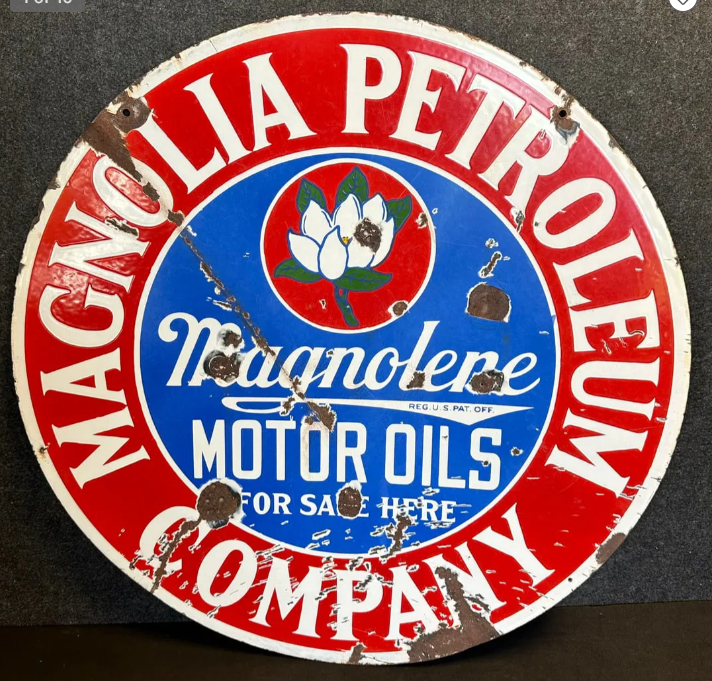 MAGNOLIA PETROLEUM
COMPANY
Magnolene
REG. U.S. PAT. OFF.
MOTOR OILS
FOR SALE HERE